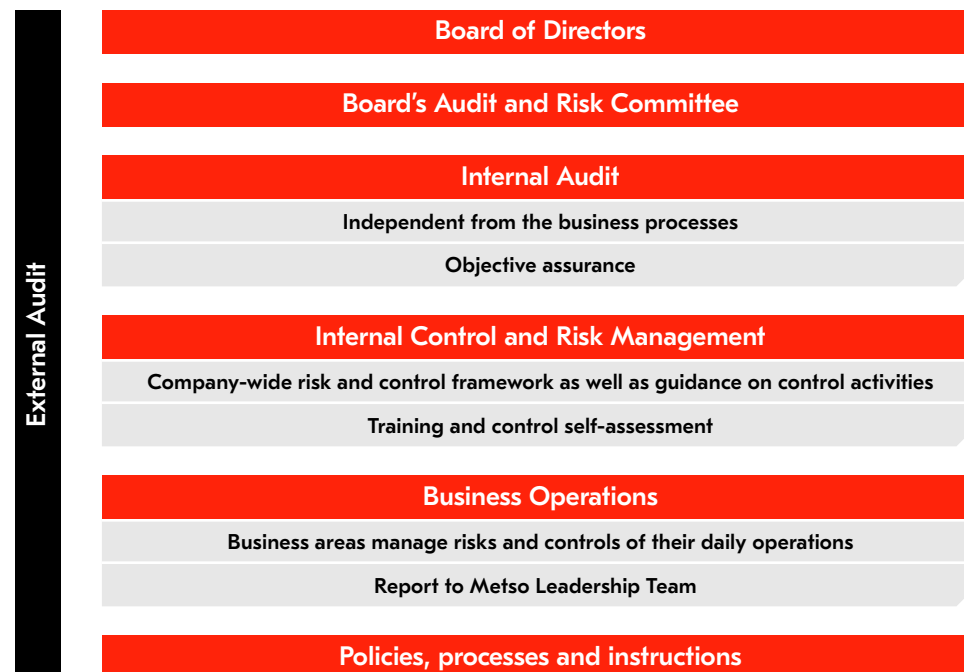 External Audit
Board of Directors
Board's Audit and Risk Committee
Internal Audit
Independent from the business processes
Objective assurance
Internal Control and Risk Management
Company-wide risk and control framework as well as guidance on control activities
Training and control self-assessment
Business Operations
Business areas manage risks and controls of their daily operations
Report to Metso Leadership Team
Policies, processes and instructions